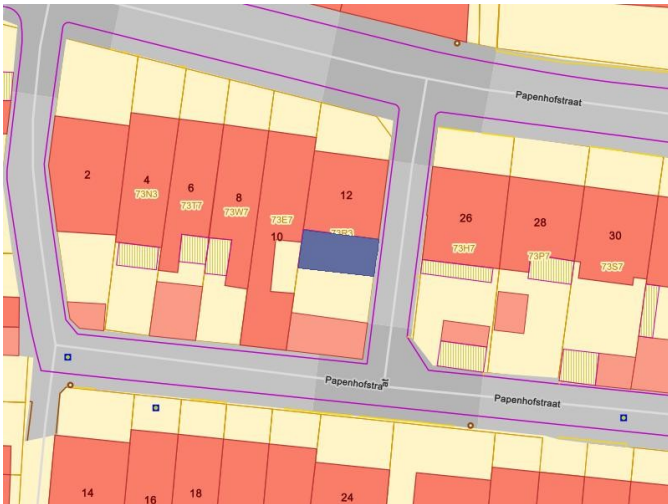 Papenhofstraat
2
4
73N3
6
73T7
8
73W7
73E7
10
12
73R3
26
73H7
28
73P7
30
73S7
Papenhofstraat
Papenhofstraat
14
16
18
24